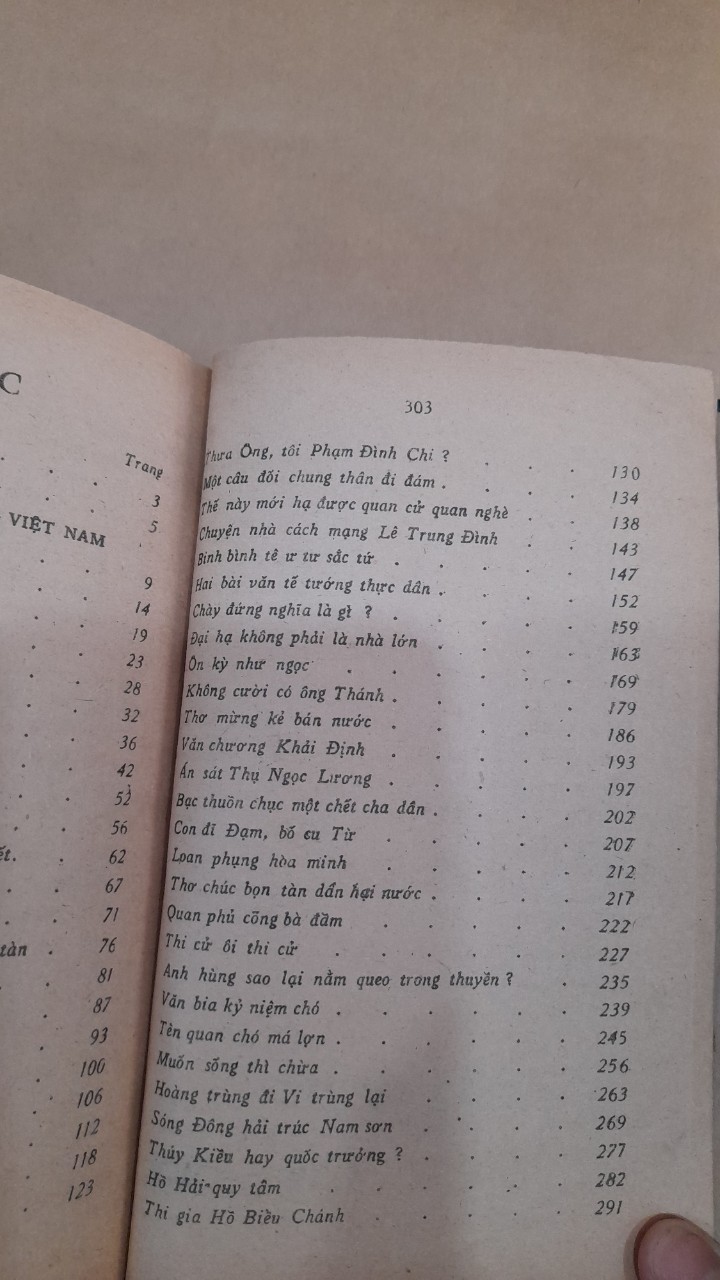 C
Trang
3
5
VIỆT NAM
9
14
19
23
28
32
36
42
52
56
ết. . 62
67
71
tàn . 76
81
87
93
100
106
112
118
123
303
Thưa Ông, tôi Phạm Đình Chi ? . . . 130
Một câu đối chung thân đi đám . . . . 134
Thế này mới hạ được quan cử quan nghè . . 138
Chuyện nhà cách mạng Lê Trung Đình . . 143
Binh bình tê ư tư sắc tứ . . . . 147
Hai bài văn tế tướng thực dân . . . . 152
Chày đứng nghĩa là gì ? . . . . . 159
Đại hạ không phải là nhà lớn . . . . 163
Ôn kỳ như ngọc . . . . . 169
Không cười có ông Thánh . . . . . 179
Thơ mừng kẻ bán nước . . . . . 186
Văn chương Khải Định . . . . . 193
Án sát Thụ Ngọc Lương . . . . . 197
Bạc thuồn chục một chết cha dân . . . . 202
Con đĩ Đạm, bố cu Từ . . . . . 207
Loan phụng hòa minh . . . . . 212
Thơ chúc bọn tàn dần hại nước . . . . 217
Quan phủ cõng bà đầm . . . . . 222
Thi cử ôi thi cử . . . . . . 227
Anh hùng sao lại nằm queo trong thuyền ? . 235
Văn bia kỷ niệm chó . . . . . . 239
Tên quan chó má lợn . . . . . . 245
Muốn sống thì chừa . . . . . . 256
Hoàng trùng đi Vi trùng lại . . . . 263
Sóng Đông hải trúc Nam sơn . . . . 269
Thúy Kiều hay quốc trưởng ? . . . . 277
Hồ Hải quy tâm . . . . . 282
Thi gia Hồ Biểu Chánh . . . . . 291